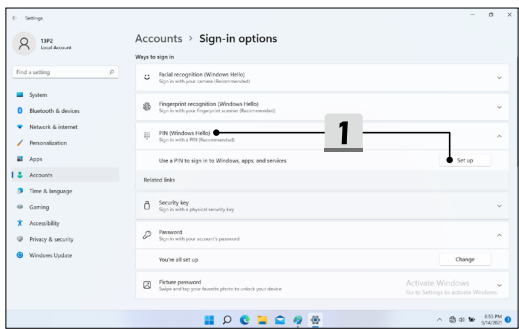 Settings
13P2
Local Account
Find a setting
System
Bluetooth & devices
Network & internet
Personalization
Apps
Accounts
Time & language
Gaming
Accessibility
Privacy & security
Windows Update
Accounts > Sign-in options
Ways to sign in
Facial recognition (Windows Hello)
Sign in with your camera (Recommended)
Fingerprint recognition (Windows Hello)
Sign in with your fingerprint scanner (Recommended)
PIN (Windows Hello)
Sign in with a PIN (Recommended)
1
Use a PIN to sign in to Windows, apps, and services
Set up
Related links
Security key
Sign in with a physical security key
Password
Sign in with your account's password
You're all set up
Change
Picture password
Swipe and tap your favorite photo to unlock your device
Activate Windows
Go to Settings to activate Windows.
6:55 PM
9/14/2021